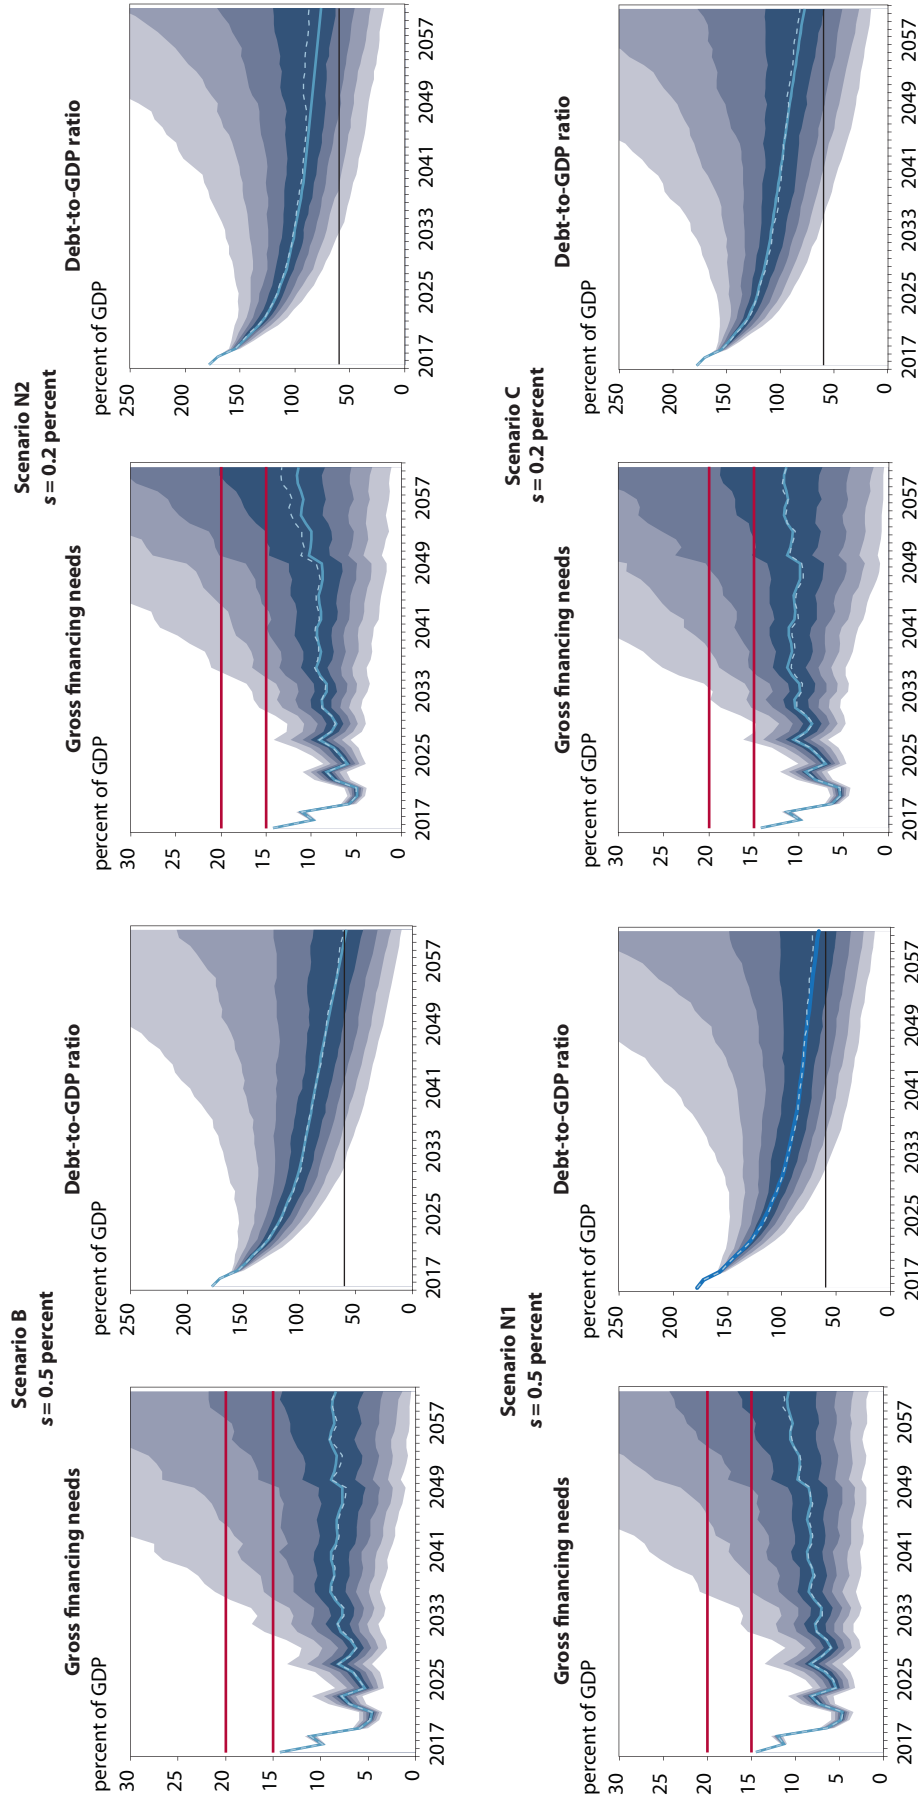 Scenario B
s = 0.5 percent
Gross financing needs
percent of GDP
30
25
20
15
10
5
0
2017 2025 2033 2041 2049 2057
Debt-to-GDP ratio
percent of GDP
250
200
150
100
50
0
2017 2025 2033 2041 2049 2057
Scenario N2
s = 0.2 percent
Gross financing needs
percent of GDP
30
25
20
15
10
5
0
2017 2025 2033 2041 2049 2057
Debt-to-GDP ratio
percent of GDP
250
200
150
100
50
0
2017 2025 2033 2041 2049 2057
Scenario N1
s = 0.5 percent
Gross financing needs
percent of GDP
30
25
20
15
10
5
0
2017 2025 2033 2041 2049 2057
Debt-to-GDP ratio
percent of GDP
250
200
150
100
50
0
2017 2025 2033 2041 2049 2057
Scenario C
s = 0.2 percent
Gross financing needs
percent of GDP
30
25
20
15
10
5
0
2017 2025 2033 2041 2049 2057
Debt-to-GDP ratio
percent of GDP
250
200
150
100
50
0
2017 2025 2033 2041 2049 2057